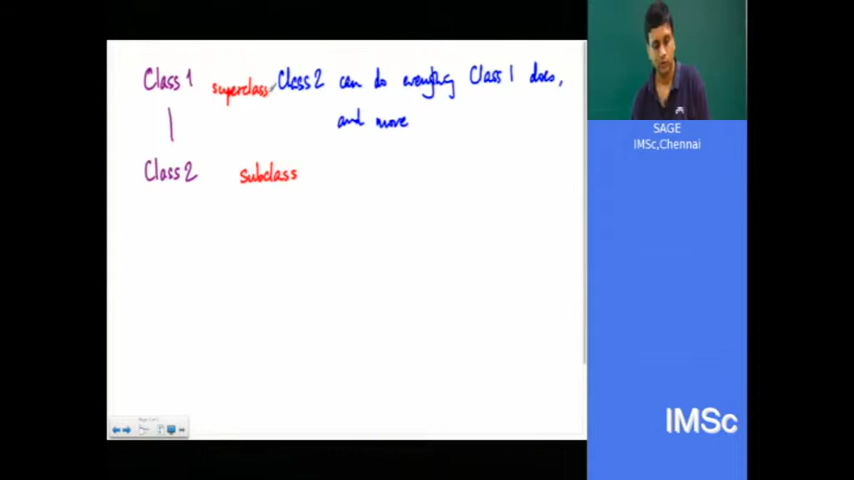 Class 1 superclass Class 2 can do everything Class 1 does,
and more
Class 2 subclass
SAGE
IMSc,Chennai
IMSc